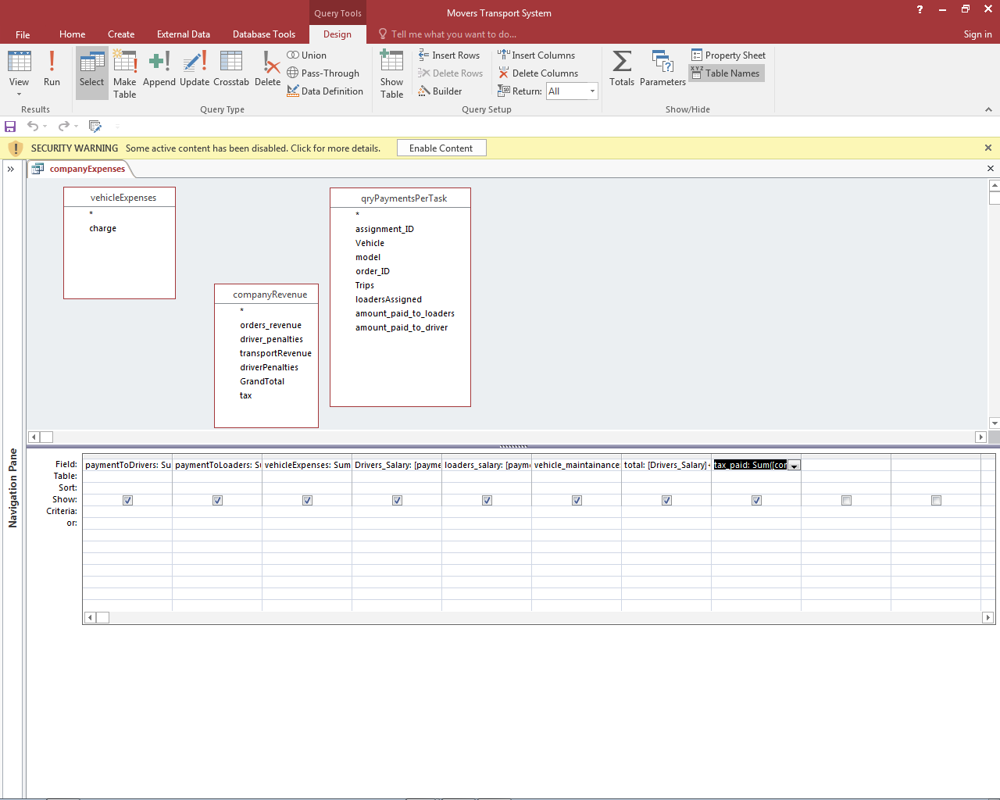 Query Tools
Movers Transport System
File Home Create External Data Database Tools Design Tell me what you want to do... Sign in
View Run Select Make Table Append Update Crosstab Delete
Union
Pass-Through
Data Definition
Show Table
Insert Rows
Delete Rows
Builder
Insert Columns
Delete Columns
Return: All
Totals Parameters
Property Sheet
XYZ Table Names
Results Query Type Query Setup Show/Hide
SECURITY WARNING Some active content has been disabled. Click for more details. Enable Content
companyExpenses
Navigation Pane
vehicleExpenses
*
charge
companyRevenue
*
orders_revenue
driver_penalties
transportRevenue
driverPenalties
GrandTotal
tax
qryPaymentsPerTask
*
assignment_ID
Vehicle
model
order_ID
Trips
loadersAssigned
amount_paid_to_loaders
amount_paid_to_driver
Field: paymentToDrivers: Su paymentToLoaders: Su vehicleExpenses: Sum Drivers_Salary: [payme loaders_salary: [payme vehicle_maintainance: total: [Drivers_Salary]+ tax_paid: Sum([cor
Table:
Sort:
Show:
Criteria:
or: